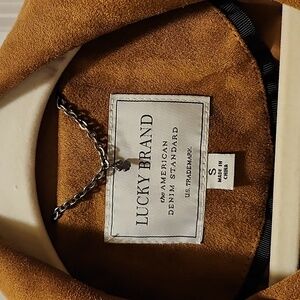 LUCKY BRAND
the AMERICAN
DENIM STANDARD
U.S. TRADEMARK.
S
MADE IN
CHINA